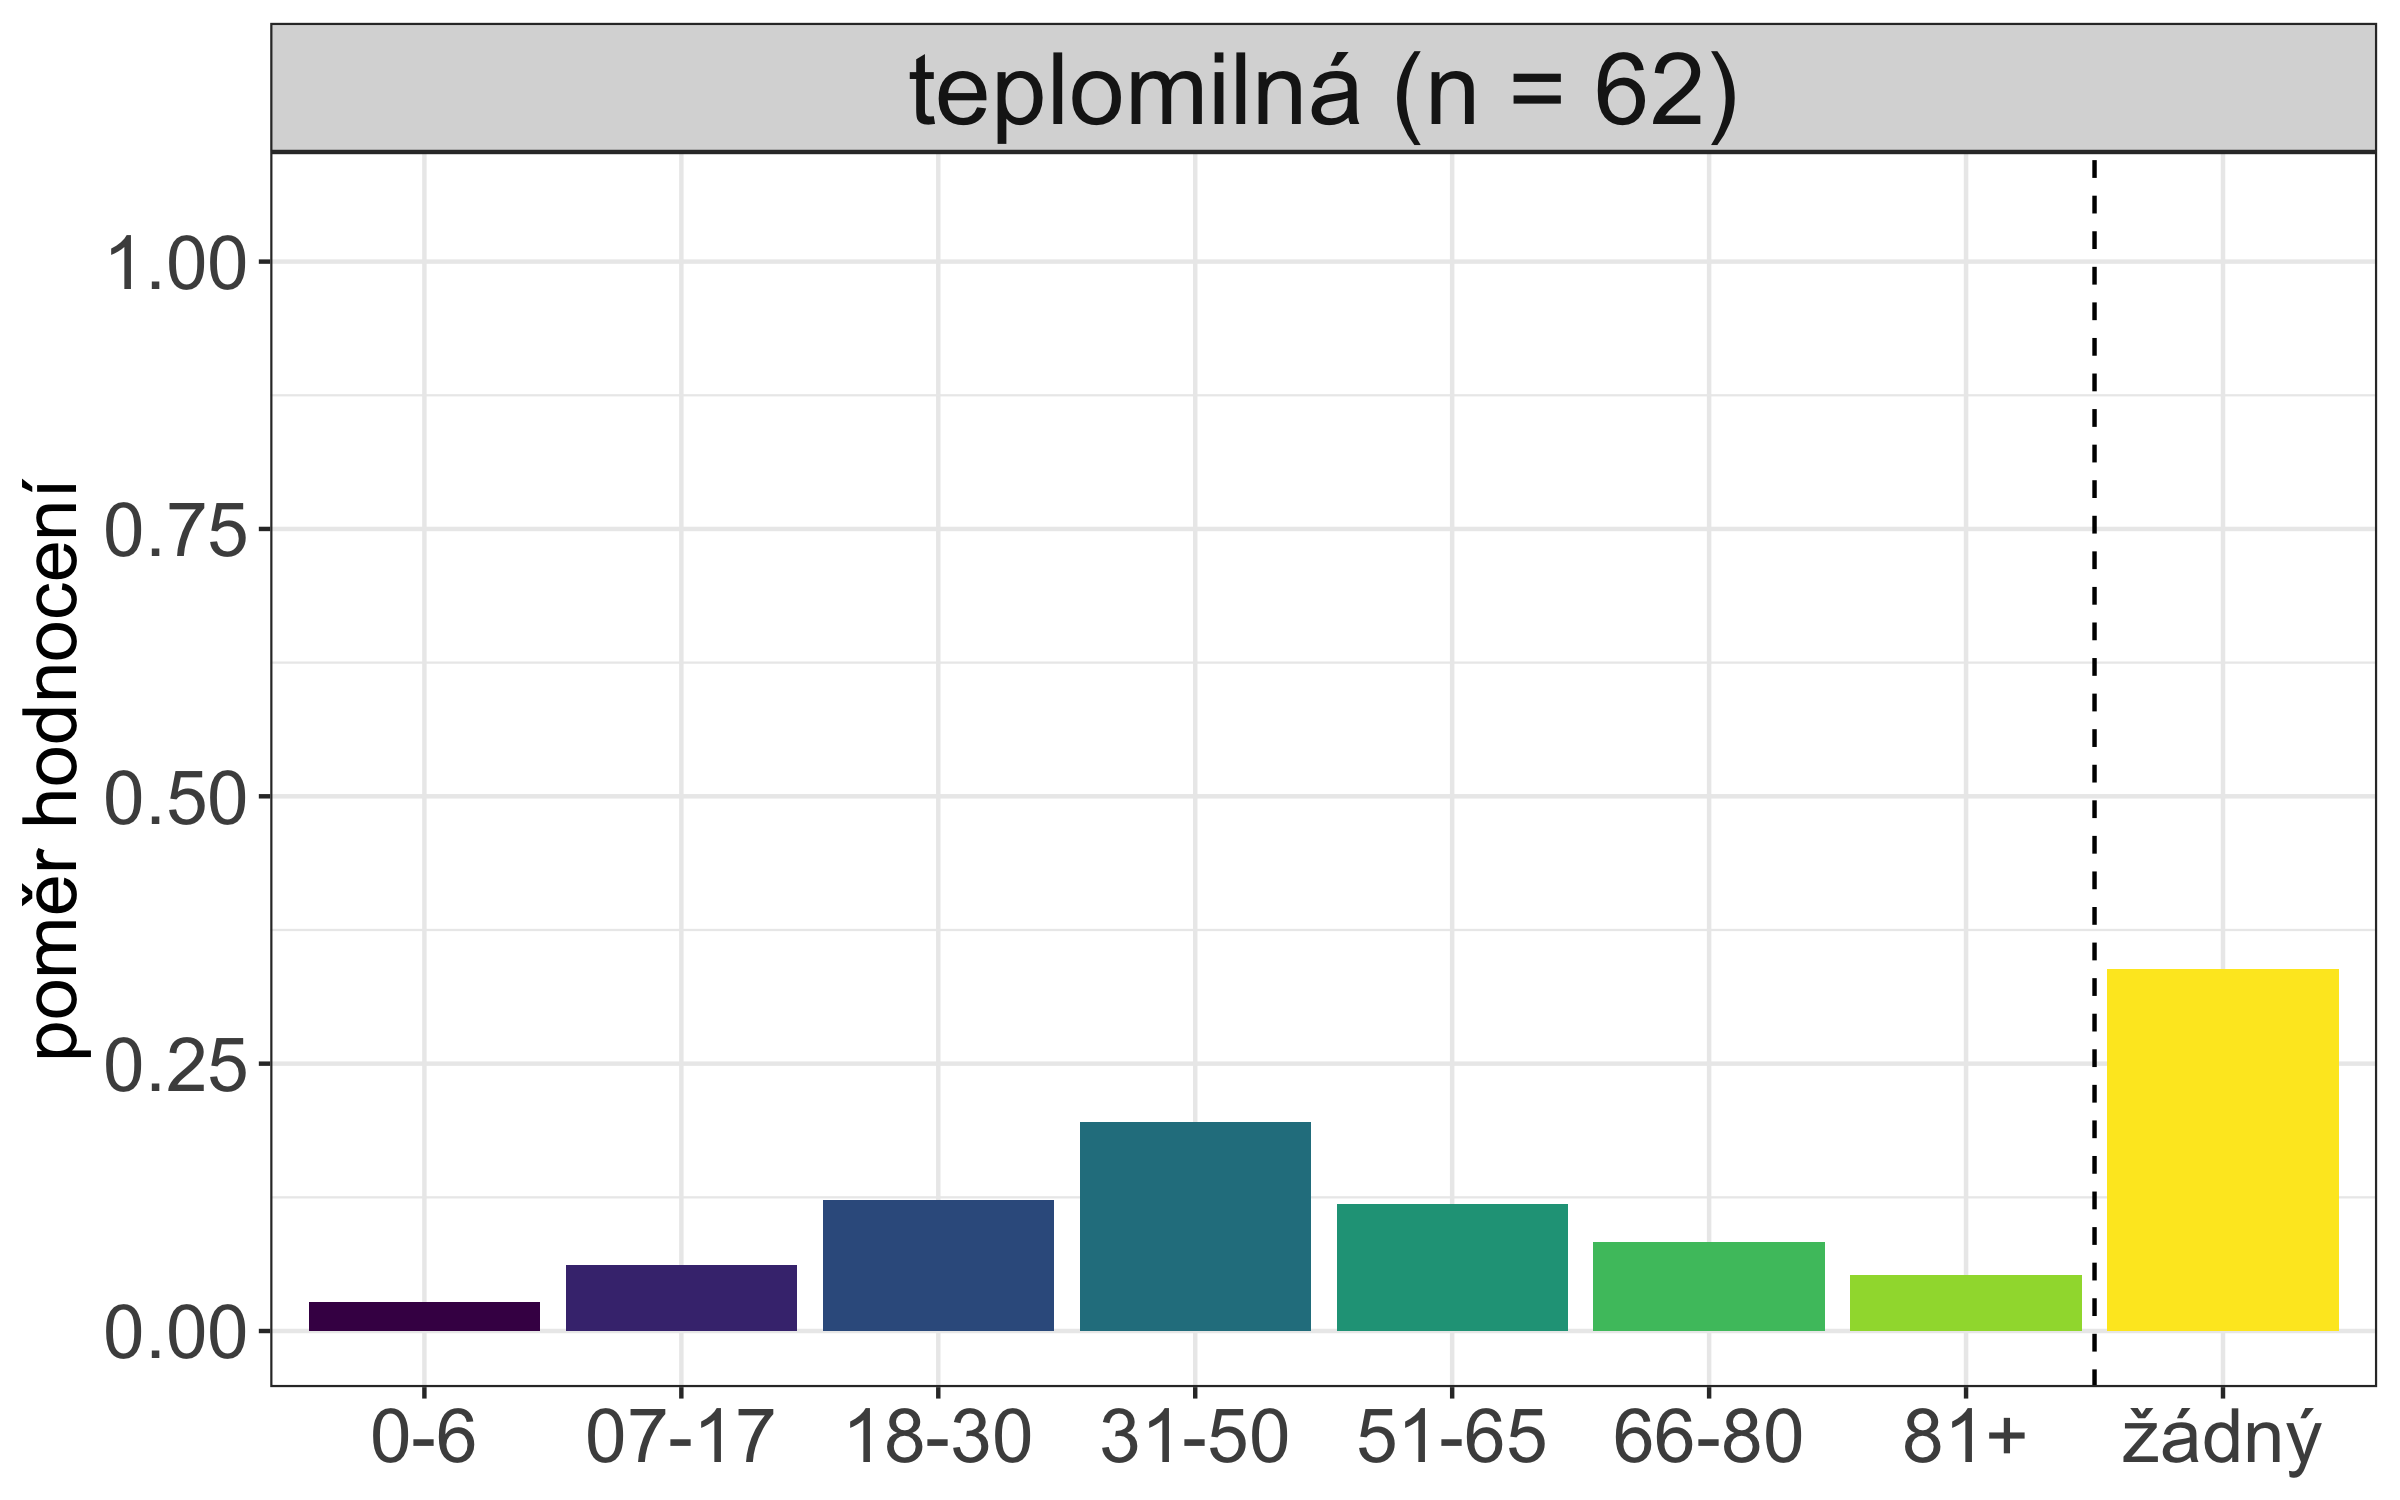 teplomilná (n = 62)
poměr hodnocení
1.00
0.75
0.50
0.25
0.00
0-6 07-17 18-30 31-50 51-65 66-80 81+ žádný